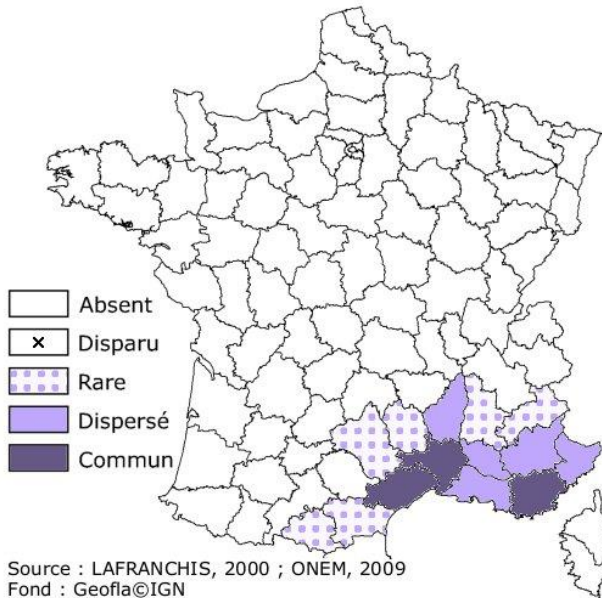 Absent
Disparu
Rare
Dispersé
Commun
Source : LAFRANCHIS, 2000 ; ONEM, 2009
Fond : Geofla©IGN